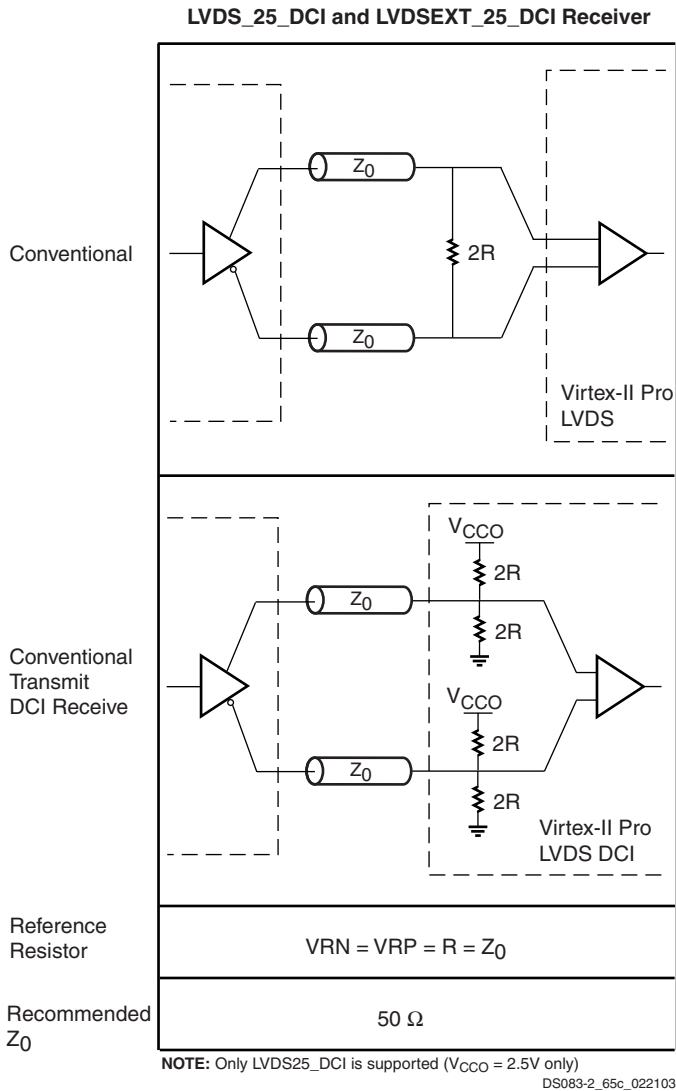 LVDS_25_DCI and LVDSEXT_25_DCI Receiver
Conventional
Z0
2R
Z0
Virtex-II Pro
LVDS
Conventional
Transmit
DCI Receive
VCCO
2R
Z0
2R
VCCO
2R
Z0
2R
Virtex-II Pro
LVDS DCI
Reference
Resistor
VRN = VRP = R = Z0
Recommended
Z0
50 Ω
NOTE: Only LVDS25_DCI is supported (VCCO = 2.5V only)
DS083-2_65c_022103